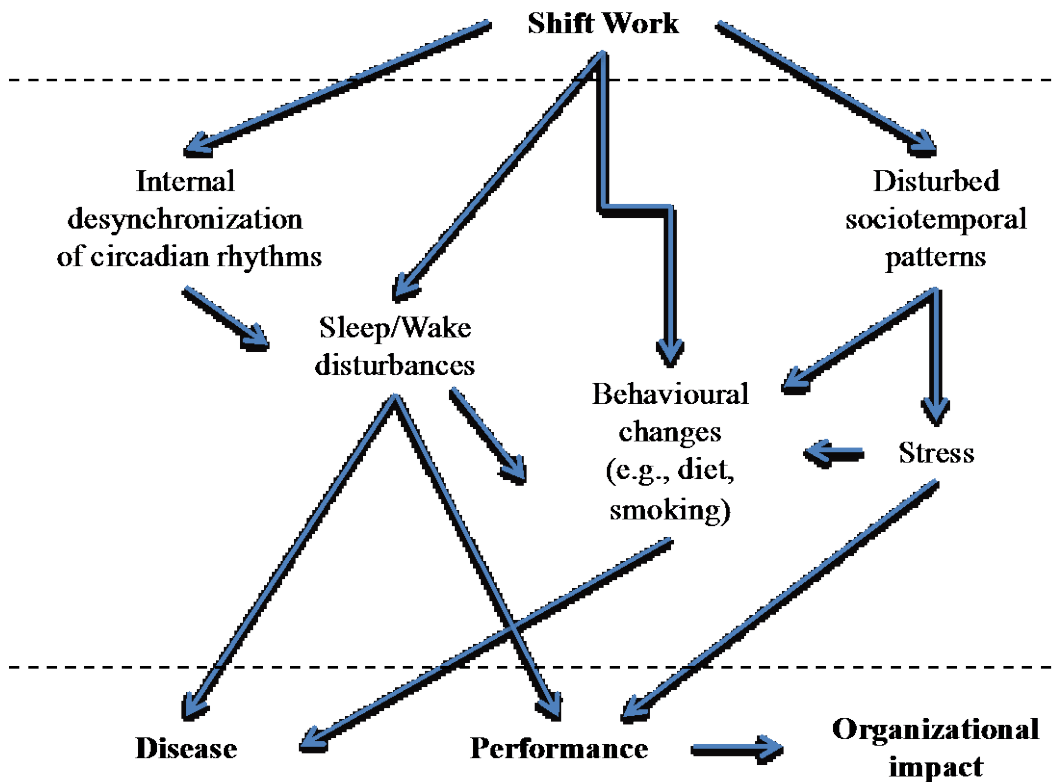 Shift Work
Internal
desynchronization
of circadian rhythms
Disturbed
sociotemporal
patterns
Sleep/Wake
disturbances
Behavioural
changes
(e.g., diet,
smoking)
Stress
Disease
Performance
Organizational
impact